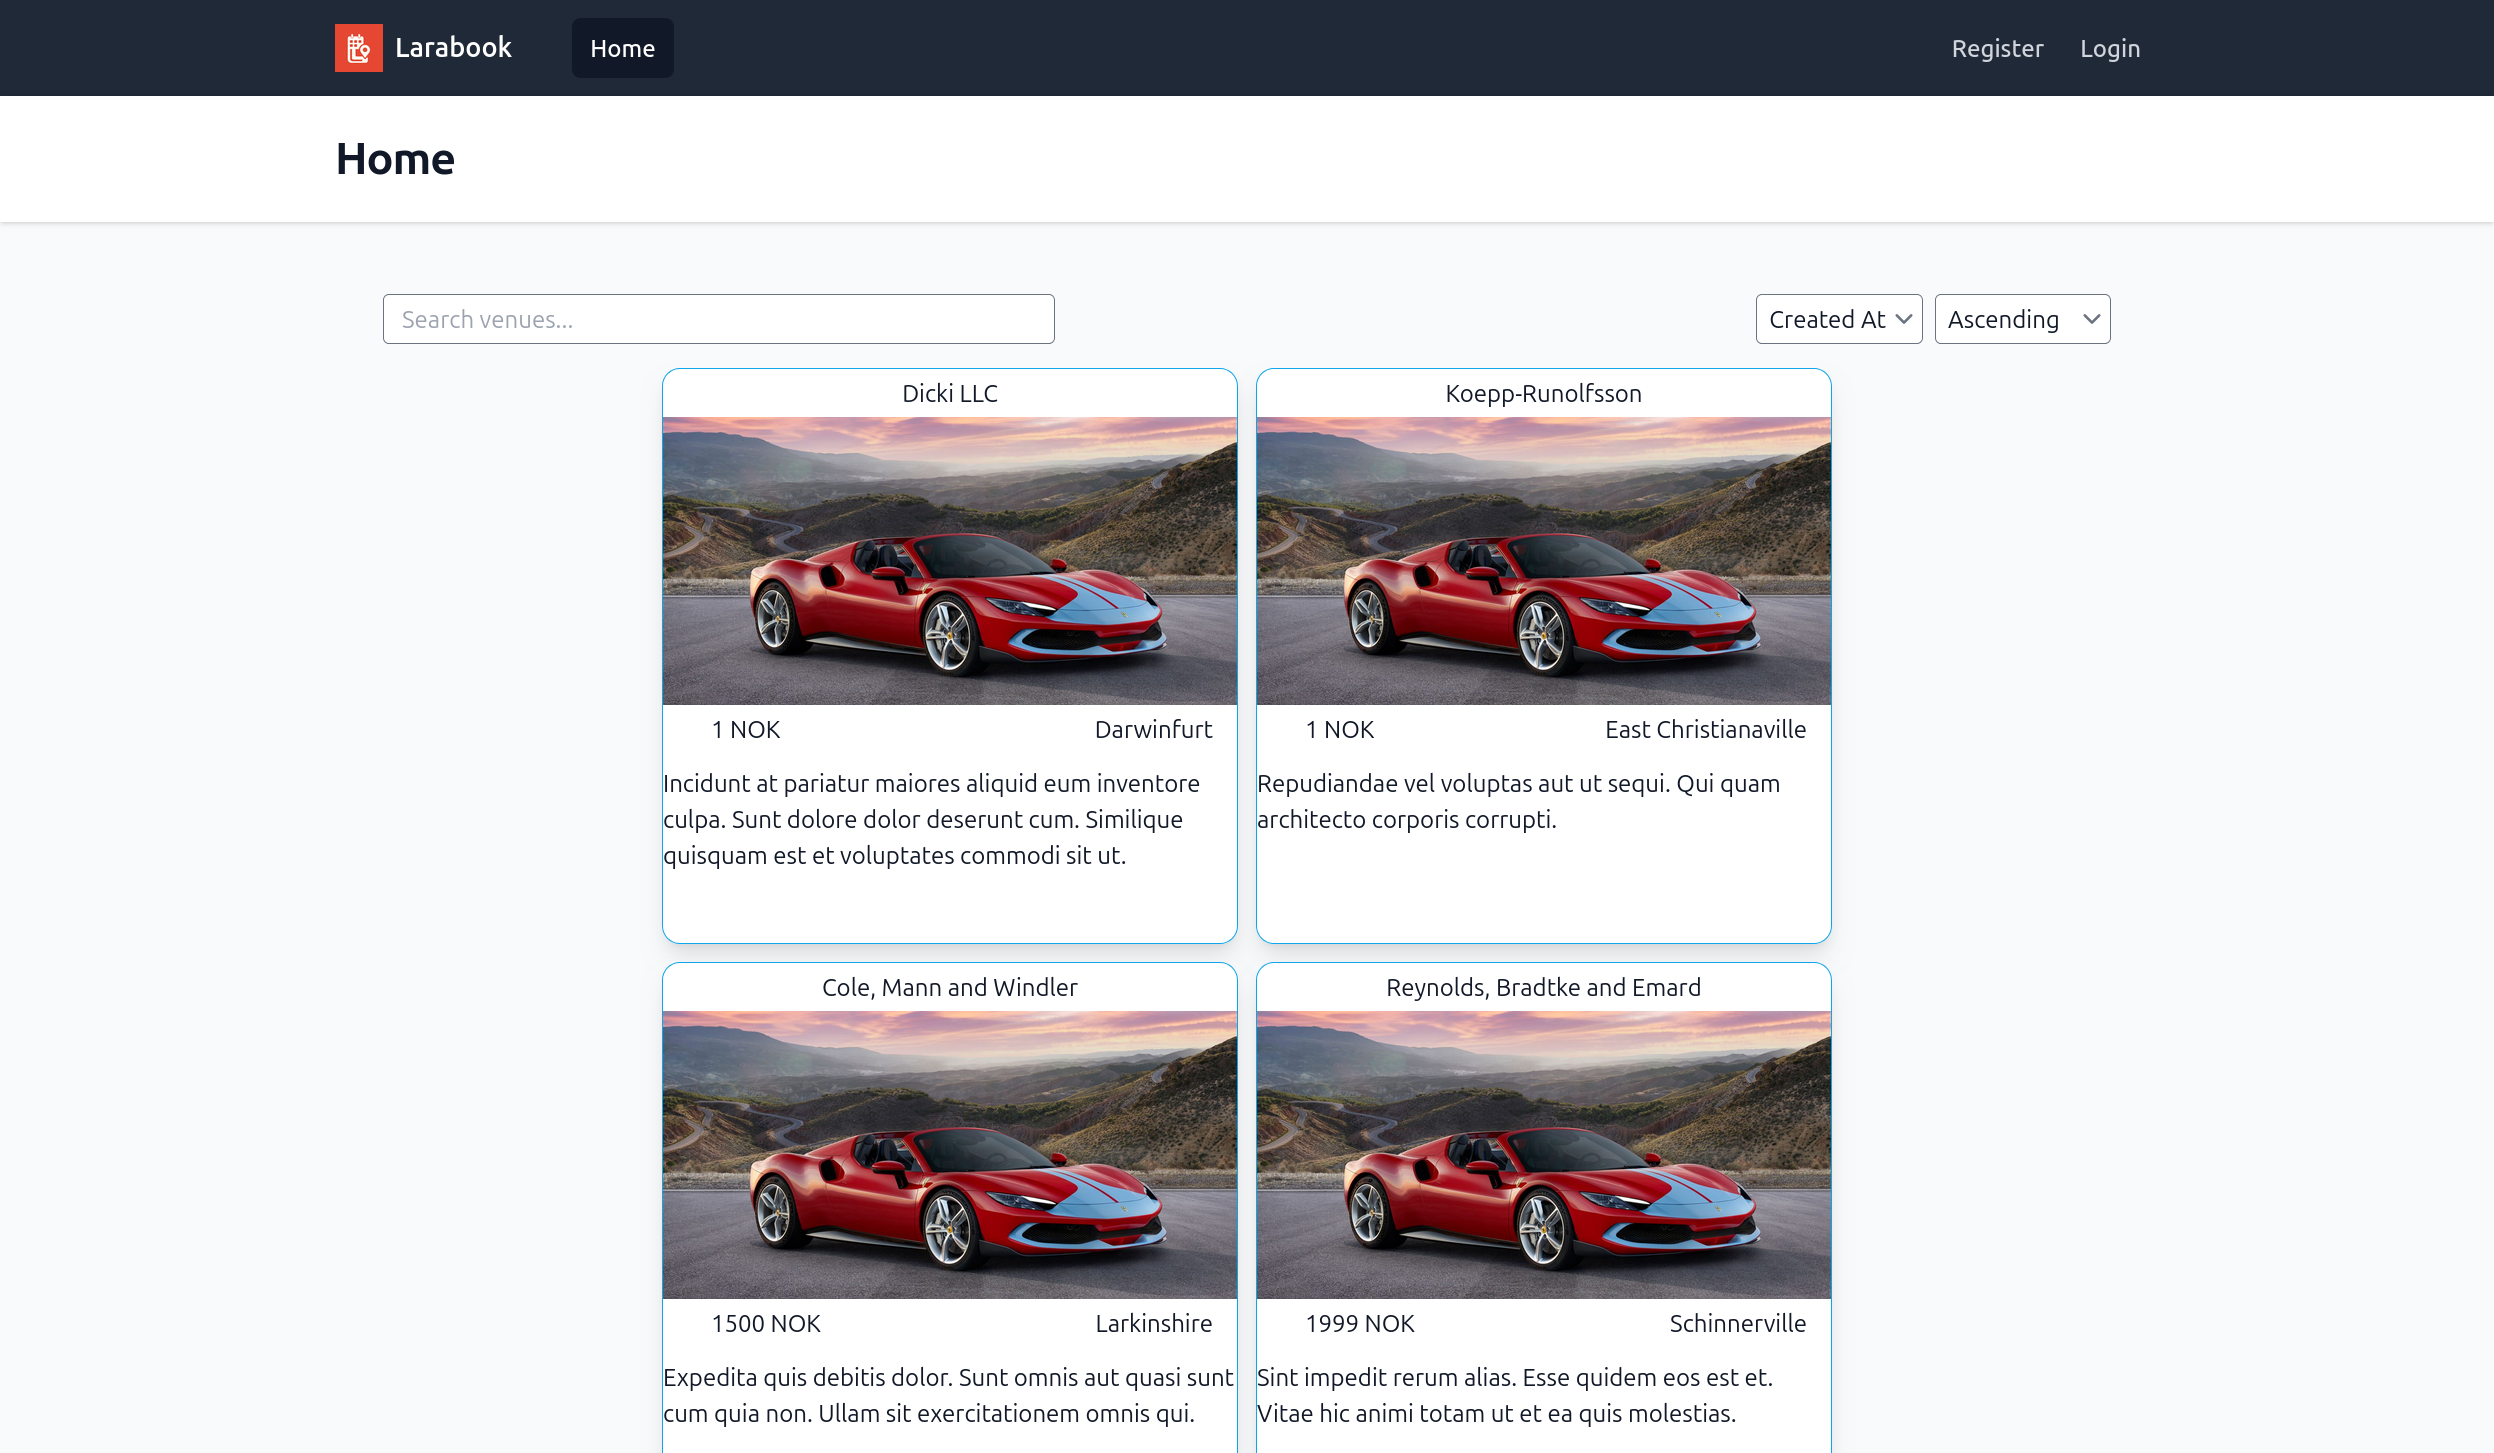 Larabook
Home
Register
Login
Home
Search venues...
Created At
Ascending
Dicki LLC
1 NOK
Darwinfurt
Incidunt at pariatur maiores aliquid eum inventore
culpa. Sunt dolore dolor deserunt cum. Similique
quisquam est et voluptates commodi sit ut.
Koepp-Runolfsson
1 NOK
East Christianaville
Repudiandae vel voluptas aut ut sequi. Qui quam
architecto corporis corrupti.
Cole, Mann and Windler
1500 NOK
Larkinshire
Expedita quis debitis dolor. Sunt omnis aut quasi sunt
cum quia non. Ullam sit exercitationem omnis qui.
Reynolds, Bradtke and Emard
1999 NOK
Schinnerville
Sint impedit rerum alias. Esse quidem eos est et.
Vitae hic animi totam ut et ea quis molestias.